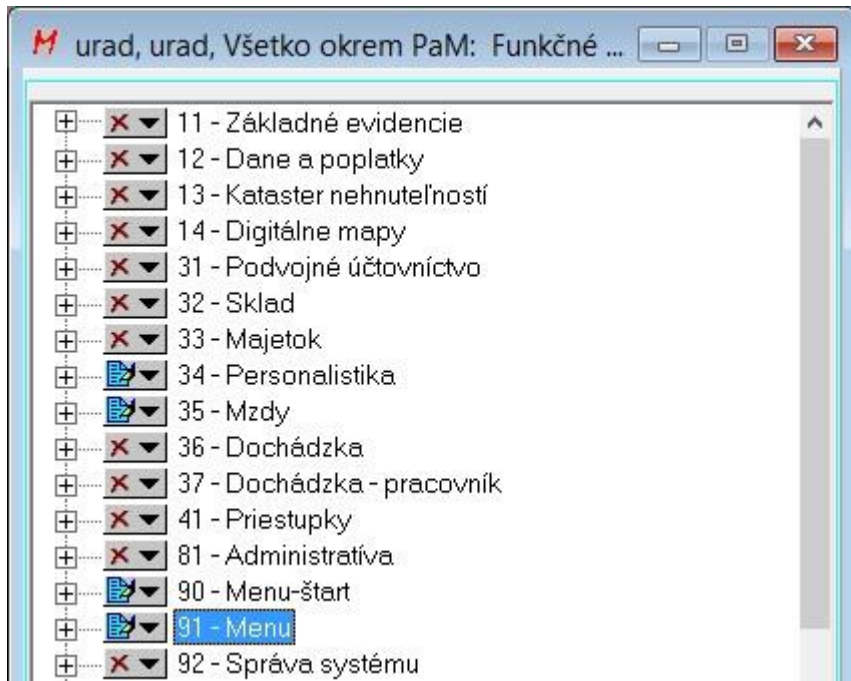 M urad, urad, Všetko okrem PaM: Funkčné ...
11 - Základné evidencie
12 - Dane a poplatky
13 - Kataster nehnuteľností
14 - Digitálne mapy
31 - Podvojné účtovníctvo
32 - Sklad
33 - Majetok
34 - Personalistika
35 - Mzdy
36 - Dochádzka
37 - Dochádzka - pracovník
41 - Priestupky
81 - Administratíva
90 - Menu-štart
91 - Menu
92 - Správa systému